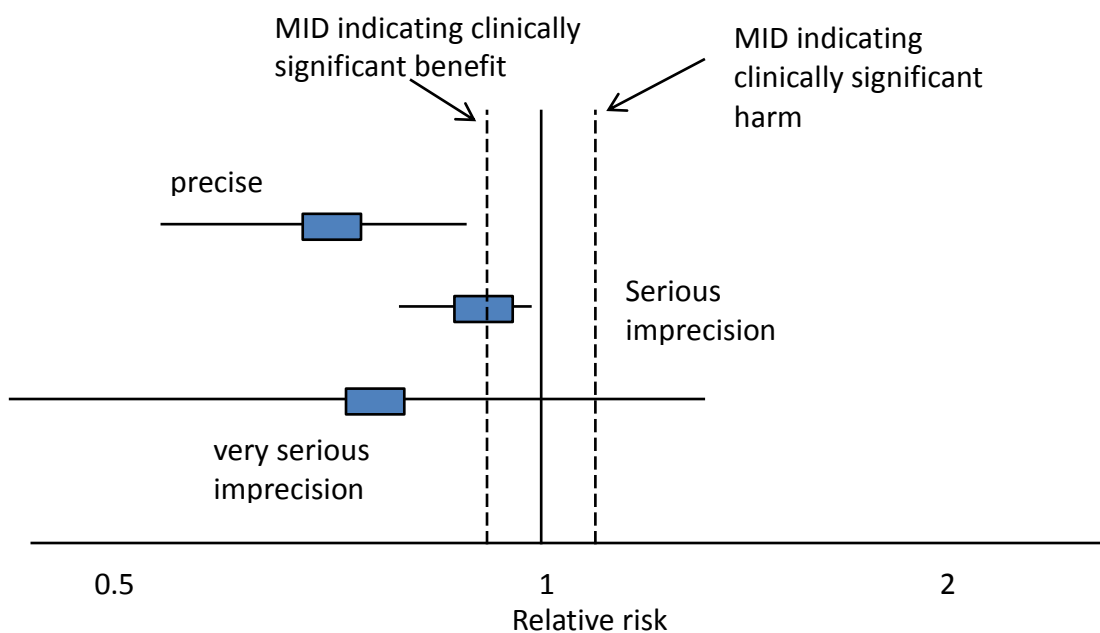 MID indicating clinically
significant benefit
MID indicating
clinically significant
harm
precise
Serious
imprecision
very serious
imprecision
0.5
1
2
Relative risk